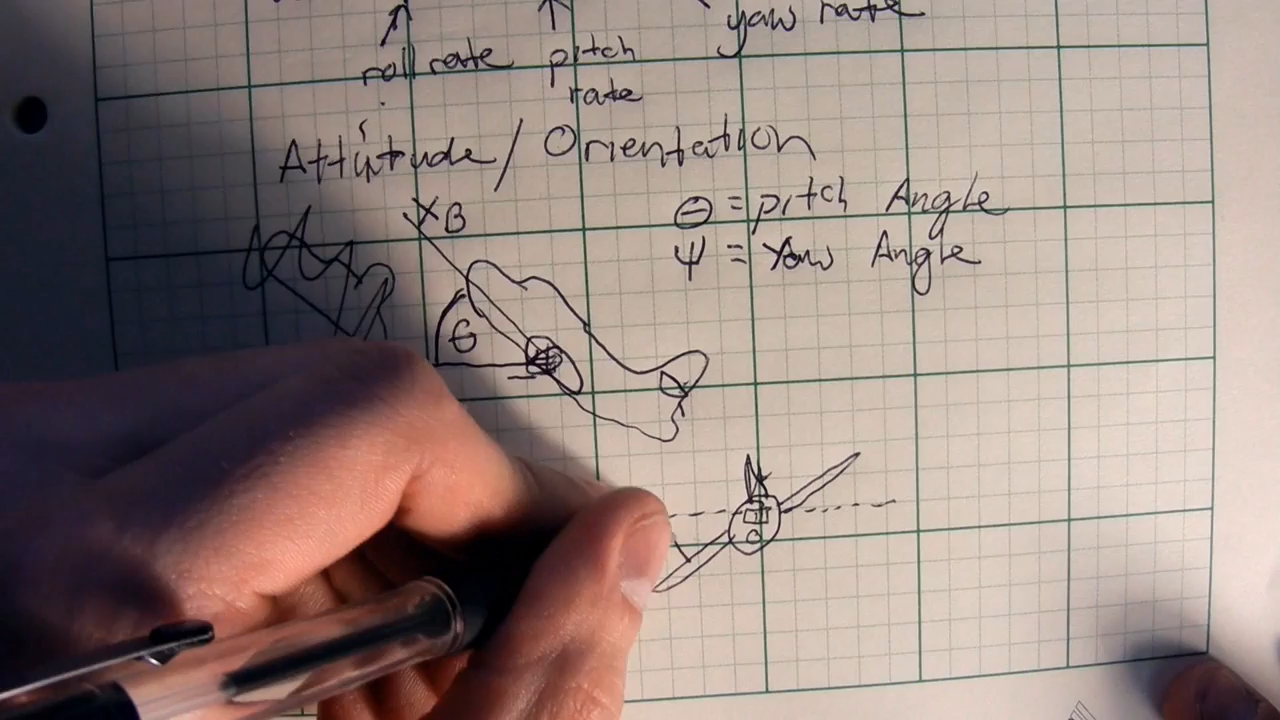 yaw rate
roll rate pitch
rate
Attitude / Orientation
Θ = pitch Angle
Ψ = Yaw Angle
XB
Θ